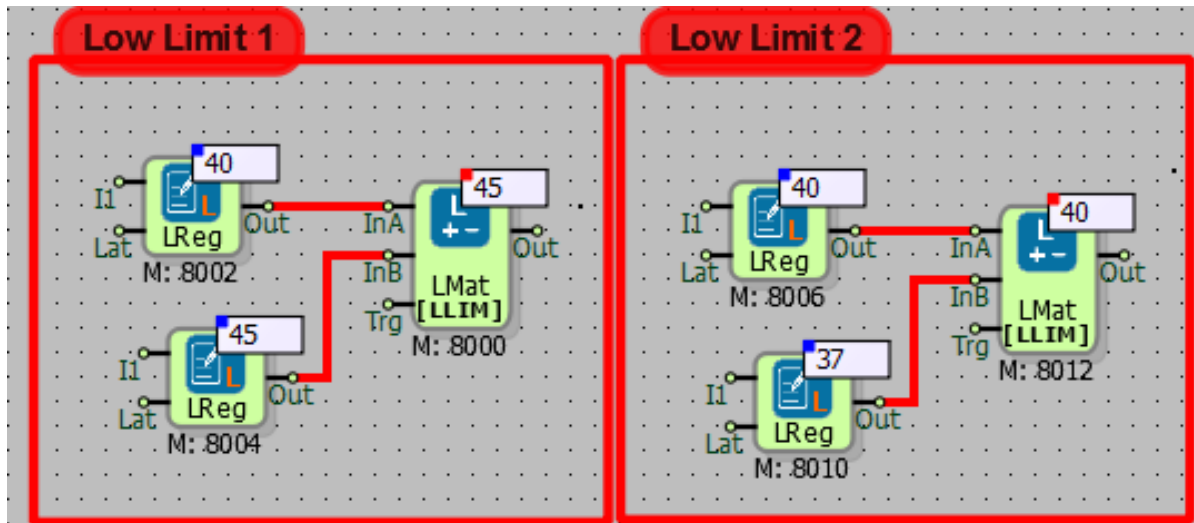 Low Limit 1
40
I1
Lat
Out
LReg
L
M: 8002
45
InA
InB
Trg
Out
L
LMat
[LLIM]
M: 8000
45
I1
Lat
Out
LReg
L
M: 8004
Low Limit 2
40
I1
Lat
Out
LReg
L
M: 8006
40
InA
InB
Trg
Out
L
LMat
[LLIM]
M: 8012
37
I1
Lat
Out
LReg
L
M: 8010